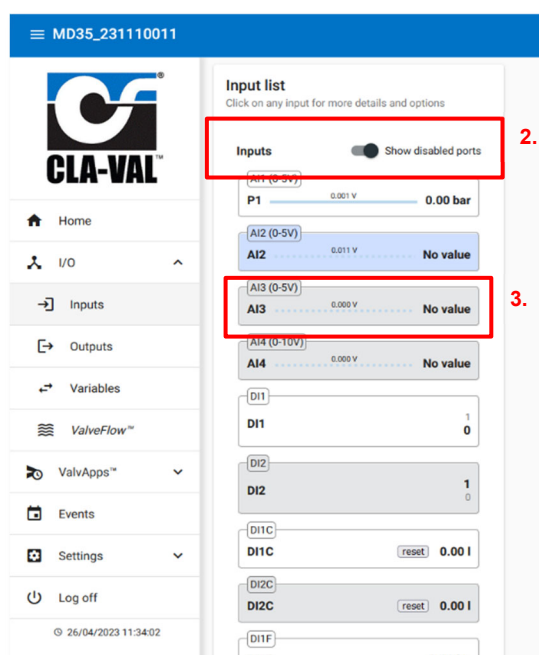 MD35_231110011
CLA-VAL™
Home
I/O
Inputs
Outputs
Variables
ValveFlow™
ValvApps™
Events
Settings
Log off
26/04/2023 11:34:02
Input list
Click on any input for more details and options
Inputs
Show disabled ports
2.
AI1 (0-5V)
P1 0.001 V 0.00 bar
AI2 (0-5V)
AI2 0.011 V No value
AI3 (0-5V)
AI3 0.000 V No value
3.
AI4 (0-10V)
AI4 0.000 V No value
DI1
1
DI1
0
DI2
DI2 1
0
DI1C
DI1C reset 0.00 l
DI2C
DI2C reset 0.00 l
DI1F